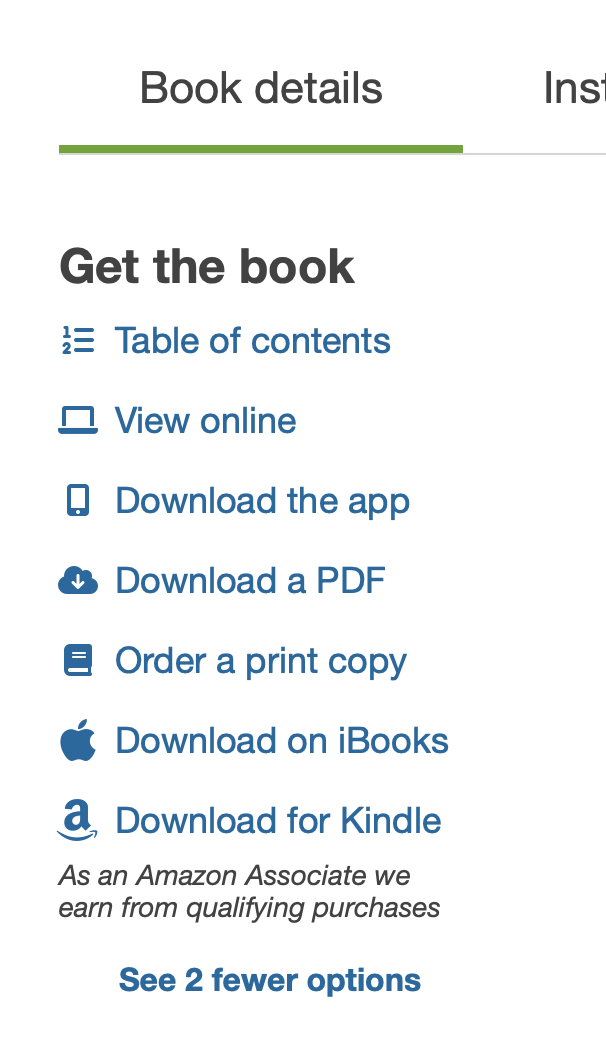 Book details
Get the book
Table of contents
View online
Download the app
Download a PDF
Order a print copy
Download on iBooks
Download for Kindle
As an Amazon Associate we
earn from qualifying purchases
See 2 fewer options